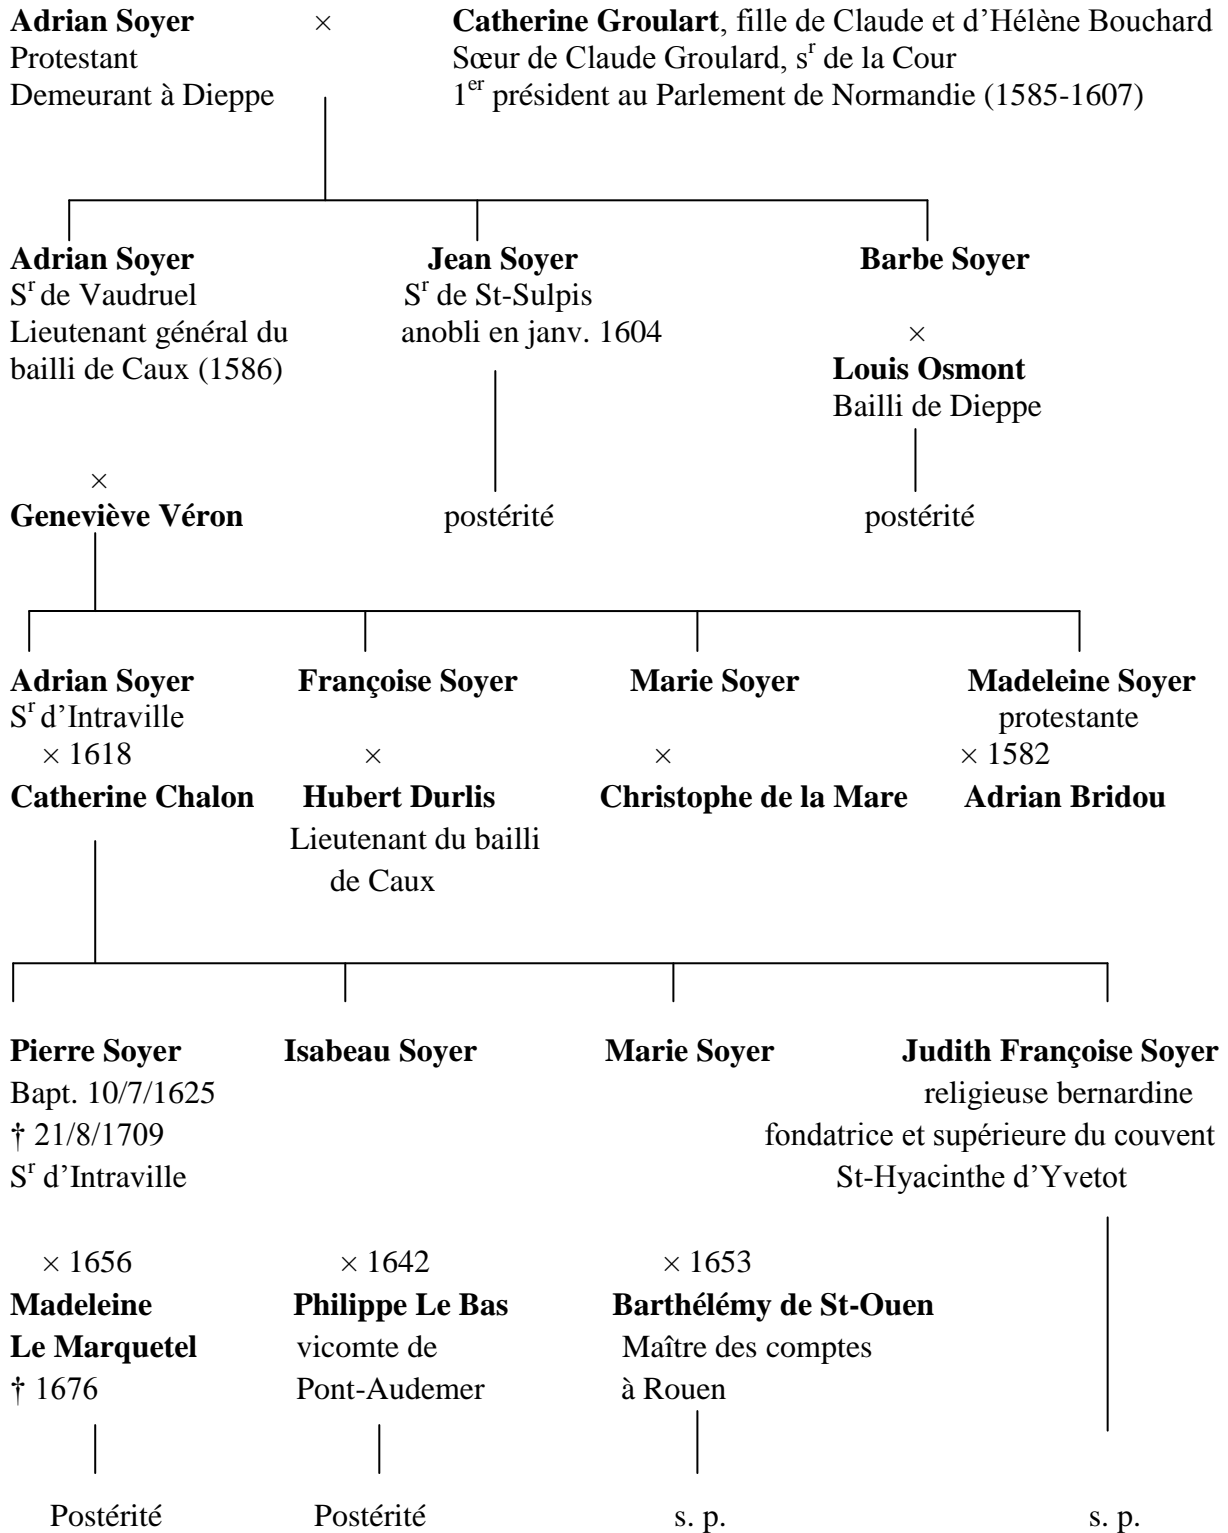 Adrian Soyer × Catherine Groulart, fille de Claude et d’Hélène Bouchard
Protestant Sœur de Claude Groulard, sr de la Cour
Demeurant à Dieppe 1er président au Parlement de Normandie (1585-1607)
Adrian Soyer Jean Soyer Barbe Soyer
Sr de Vaudruel Sr de St-Sulpis
Lieutenant général du anobli en janv. 1604 ×
bailli de Caux (1586) Louis Osmont
Bailli de Dieppe
×
Geneviève Véron postérité postérité
Adrian Soyer Françoise Soyer Marie Soyer Madeleine Soyer
Sr d’Intraville protestante
× 1618 × × × 1582
Catherine Chalon Hubert Durlis Christophe de la Mare Adrian Bridou
Lieutenant du bailli
de Caux
Pierre Soyer Isabeau Soyer Marie Soyer Judith Françoise Soyer
Bapt. 10/7/1625 religieuse bernardine
† 21/8/1709 fondatrice et supérieure du couvent
Sr d’Intraville St-Hyacinthe d’Yvetot
× 1656 × 1642 × 1653
Madeleine Philippe Le Bas Barthélémy de St-Ouen
Le Marquetel vicomte de Maître des comptes
† 1676 Pont-Audemer à Rouen
Postérité Postérité s. p. s. p.